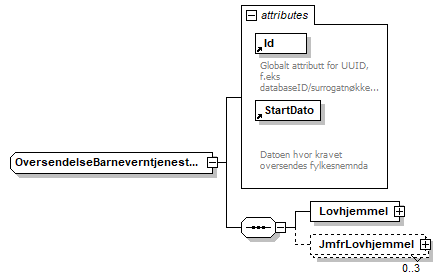 attributes
Id
Globalt attributt for UUID,
f.eks
databaseID/surrogatnøkke...
StartDato
Datoen hvor kravet
oversendes fylkesnemnda
OversendelseBarneverntjenest...
Lovhjemmel
JmfrLovhjemmel
0..3